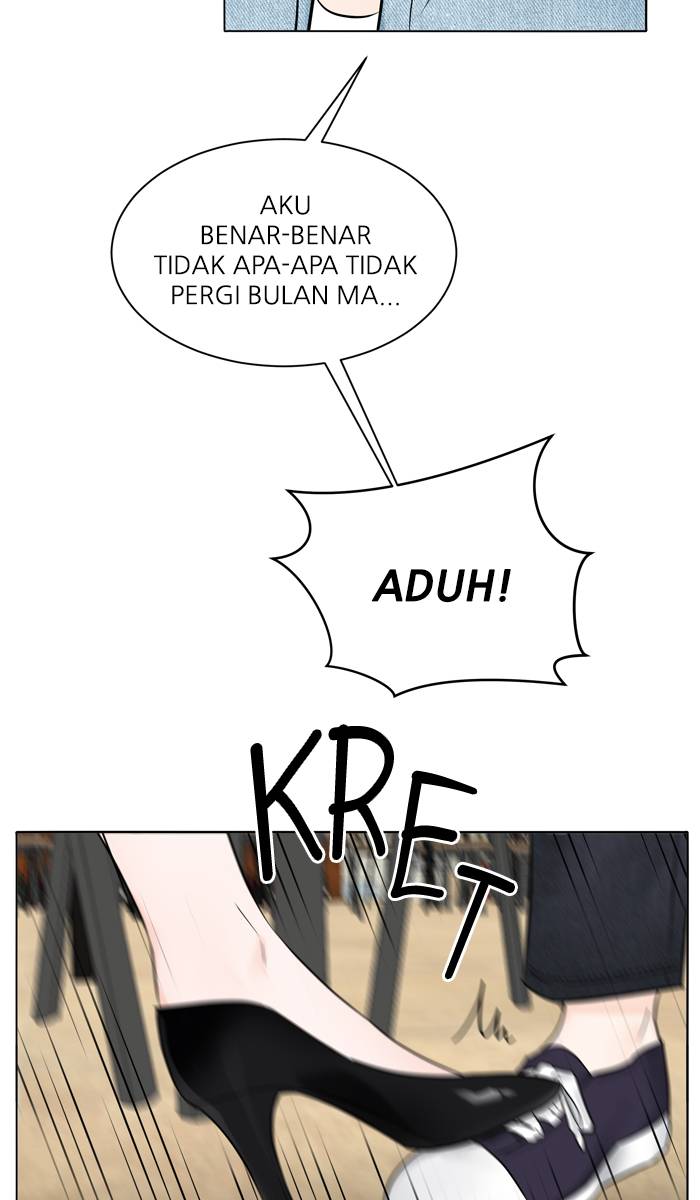 AKU
BENAR-BENAR
TIDAK APA-APA TIDAK
PERGI BULAN MA...
ADUH!
KRET